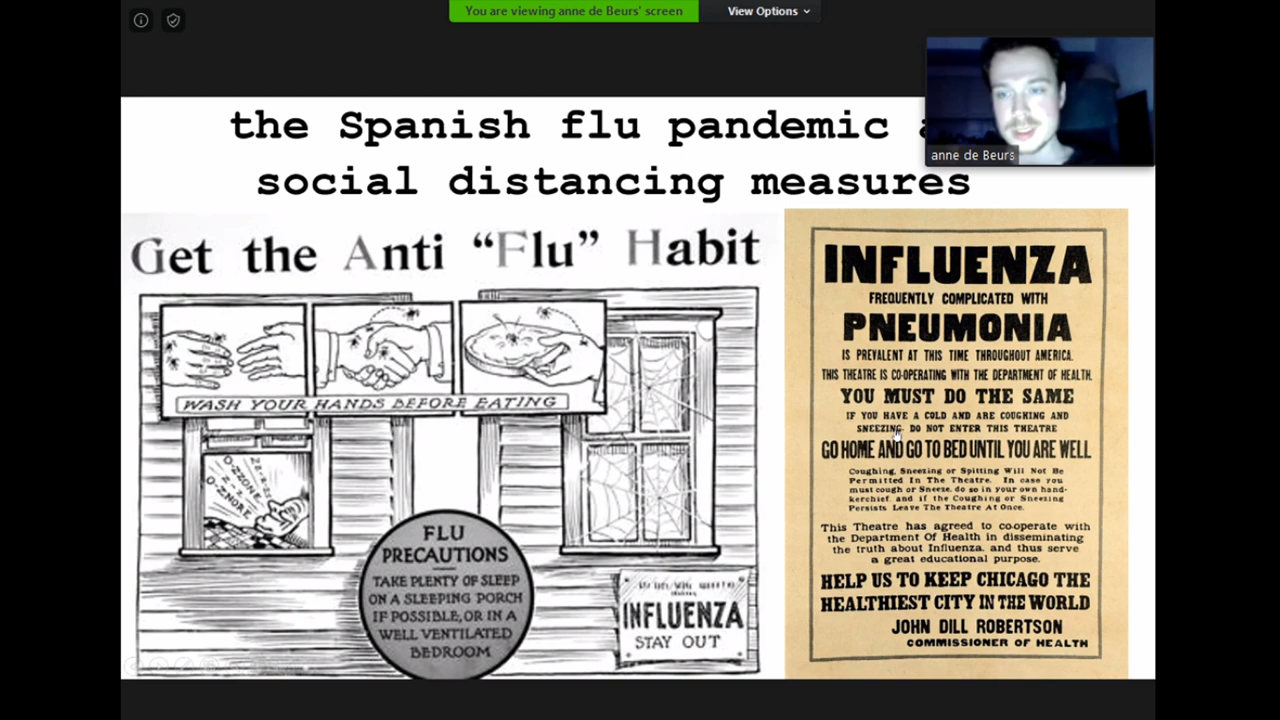 You are viewing anne de Beurs' screen
View Options
anne de Beurs
the Spanish flu pandemic
social distancing measures
Get the Anti “Flu” Habit
WASH YOUR HANDS BEFORE EATING
O-ZONE
O-ZNORE
FLU
PRECAUTIONS
TAKE PLENTY OF SLEEP
ON A SLEEPING PORCH
IF POSSIBLE, OR IN A
WELL VENTILATED
BEDROOM
INFLUENZA
STAY OUT
INFLUENZA
FREQUENTLY COMPLICATED WITH
PNEUMONIA
IS PREVALENT AT THIS TIME THROUGHOUT AMERICA.
THIS THEATRE IS CO-OPERATING WITH THE DEPARTMENT OF HEALTH.
YOU MUST DO THE SAME
IF YOU HAVE A COLD AND ARE COUGHING AND
SNEEZING DO NOT ENTER THIS THEATRE
GO HOME AND GO TO BED UNTIL YOU ARE WELL
Coughing, Sneezing or Spitting Will Not Be
Permitted In The Theatre. In case you
must cough or Sneeze, do so in your own hand-
kerchief, and if the Coughing or Sneezing
Persists Leave The Theatre At Once.
This Theatre has agreed to co-operate with
the Department Of Health in disseminating
the truth about Influenza, and thus serve
a great educational purpose.
HELP US TO KEEP CHICAGO THE
HEALTHIEST CITY IN THE WORLD
JOHN DILL ROBERTSON
COMMISSIONER OF HEALTH